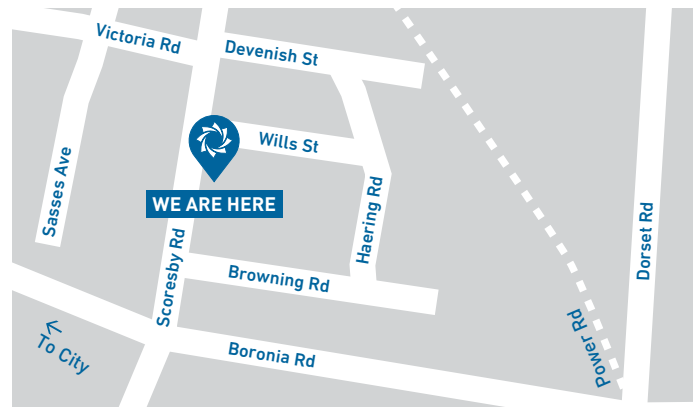 Victoria Rd
Devenish St
Wills St
Sasses Ave
WE ARE HERE
Haering Rd
Dorset Rd
Scoresby Rd
Browning Rd
Power Rd
To City
Boronia Rd